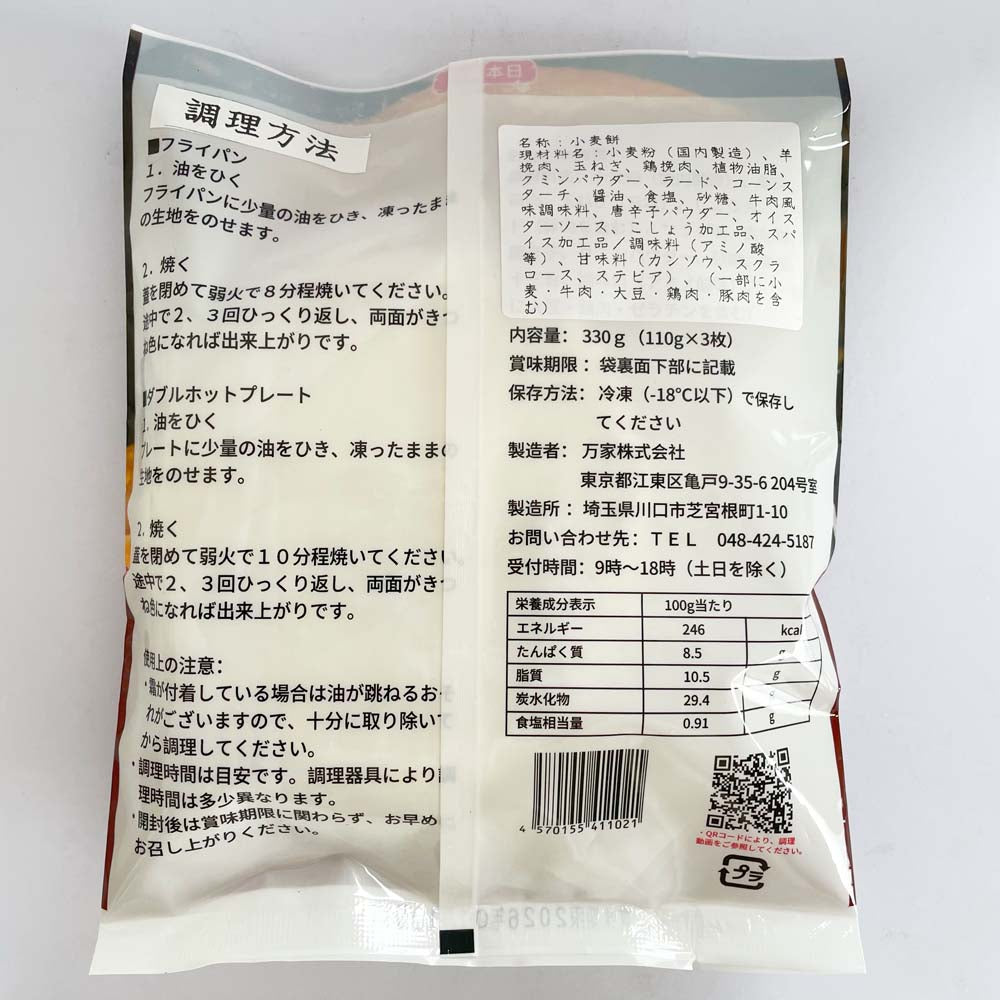 日本
調理方法
■フライパン
1. 油をひく
フライパンに少量の油をひき、凍ったまま
の生地をのせます。
2. 焼く
蓋を閉めて弱火で8分程焼いてください。
途中で2、3回ひっくり返し、両面がきつ
ね色になれば出来上がりです。
■ダブルホットプレート
1. 油をひく
プレートに少量の油をひき、凍ったままの
生地をのせます。
2. 焼く
蓋を閉めて弱火で10分程焼いてください。
途中で2、3回ひっくり返し、両面がきつ
ね色になれば出来上がりです。
使用上の注意:
・霜が付着している場合は油が跳ねるおそ
れがございますので、十分に取り除いて
から調理してください。
・調理時間は目安です。調理器具により調
理時間は多少異なります。
・開封後は賞味期限に関わらず、お早めに
お召し上がりください。
名称:小麦餅
現材料名:小麦粉(国内製造)、羊
挽肉、玉ねぎ、鶏挽肉、植物油脂、
クミンパウダー、ラード、コーンス
ターチ、醤油、食塩、砂糖、牛肉風
味調味料、唐辛子パウダー、オイス
ターソース、こしょう加工品、スパ
イス加工品/調味料(アミノ酸
等)、甘味料(カンゾウ、スクラ
ロース、ステビア)、(一部に小
麦・牛肉・大豆・鶏肉・豚肉を含
む)
内容量: 330g(110g×3枚)
賞味期限: 袋裏面下部に記載
保存方法: 冷凍(-18℃以下)で保存し
てください
製造者: 万家株式会社
東京都江東区亀戸9-35-6 204号室
製造所: 埼玉県川口市芝宮根町1-10
お問い合わせ先: TEL 048-424-5187
受付時間: 9時~18時(土日を除く)
栄養成分表示 100g当たり
エネルギー 246 kcal
たんぱく質 8.5 g
脂質 10.5 g
炭水化物 29.4 g
食塩相当量 0.91 g
4 570155 411021
・QRコードにより、調理
動画をご参照してください。
プラ